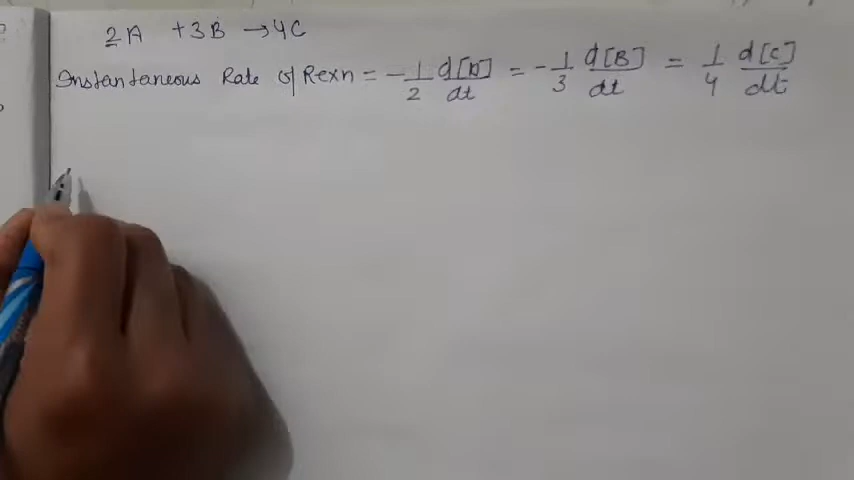 2A + 3B → 4C
Instantaneous Rate of Rexn = -1/2 d[A]/dt = -1/3 d[B]/dt = 1/4 d[C]/dt